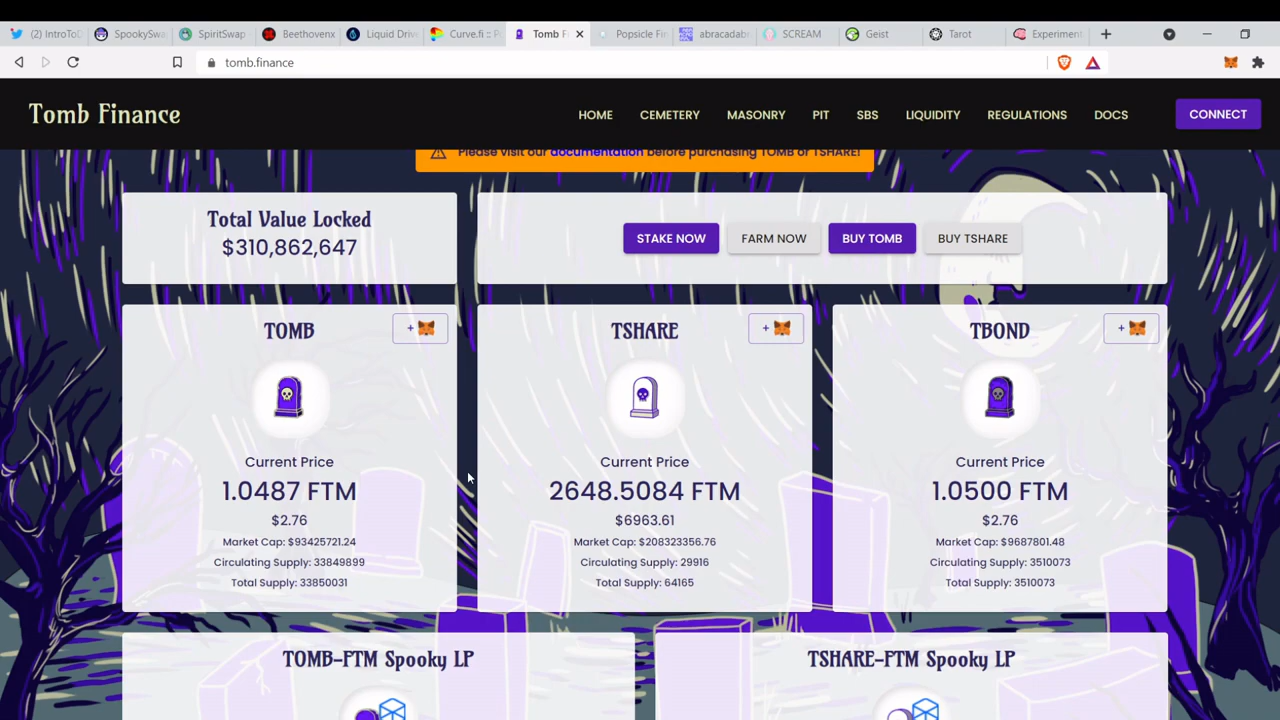 (2) IntroToD SpookySwa SpiritSwap Beethovenx Liquid Driv Curve.fi :: P Tomb Fi Popsicle Fin abracadabr SCREAM Geist Tarot Experiment
tomb.finance
Tomb Finance
HOME CEMETERY MASONRY PIT SBS LIQUIDITY REGULATIONS DOCS CONNECT
Please visit our documentation before purchasing TOMB or TSHARE!
Total Value Locked
$310,862,647
STAKE NOW FARM NOW BUY TOMB BUY TSHARE
TOMB
+
Current Price
1.0487 FTM
$2.76
Market Cap: $93425721.24
Circulating Supply: 33849899
Total Supply: 33850031
TSHARE
+
Current Price
2648.5084 FTM
$6963.61
Market Cap: $208323356.76
Circulating Supply: 29916
Total Supply: 64165
TBOND
+
Current Price
1.0500 FTM
$2.76
Market Cap: $9687801.48
Circulating Supply: 3510073
Total Supply: 3510073
TOMB-FTM Spooky LP
TSHARE-FTM Spooky LP